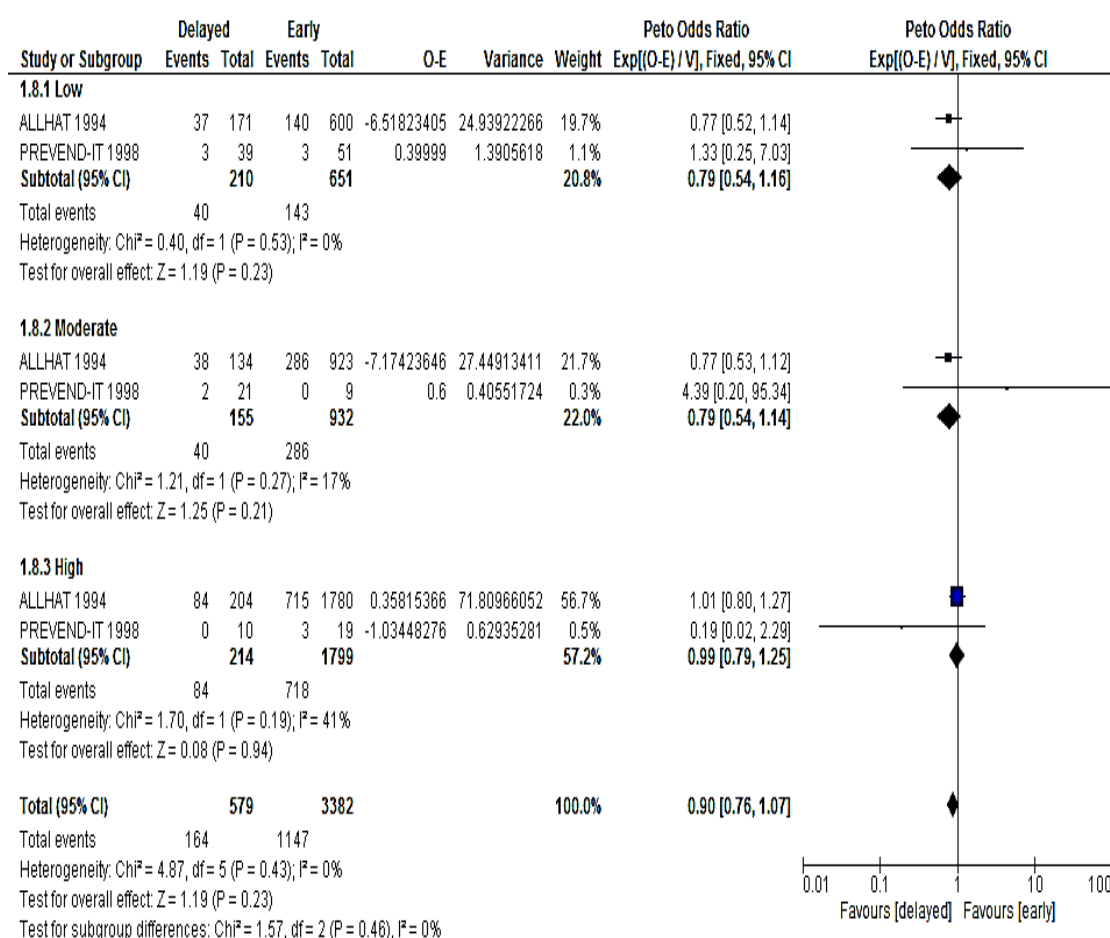 Delayed Early Peto Odds Ratio Peto Odds Ratio
Study or Subgroup Events Total Events Total O-E Variance Weight Exp[(O-E) / V], Fixed, 95% CI Exp[(O-E) / V], Fixed, 95% CI
1.8.1 Low
ALLHAT 1994 37 171 140 600 -6.51823405 24.93922266 19.7% 0.77 [0.52, 1.14]
PREVEND-IT 1998 3 39 3 51 0.39999 1.3905618 1.1% 1.33 [0.25, 7.03]
Subtotal (95% CI) 210 651 20.8% 0.79 [0.54, 1.16]
Total events 40 143
Heterogeneity: Chi² = 0.40, df = 1 (P = 0.53); I² = 0%
Test for overall effect: Z = 1.19 (P = 0.23)
1.8.2 Moderate
ALLHAT 1994 38 134 286 923 -7.17423646 27.44913411 21.7% 0.77 [0.53, 1.12]
PREVEND-IT 1998 2 21 0 9 0.6 0.40551724 0.3% 4.39 [0.20, 95.34]
Subtotal (95% CI) 155 932 22.0% 0.79 [0.54, 1.14]
Total events 40 286
Heterogeneity: Chi² = 1.21, df = 1 (P = 0.27); I² = 17%
Test for overall effect: Z = 1.25 (P = 0.21)
1.8.3 High
ALLHAT 1994 84 204 715 1780 0.35815366 71.80966052 56.7% 1.01 [0.80, 1.27]
PREVEND-IT 1998 0 10 3 19 -1.03448276 0.62935281 0.5% 0.19 [0.02, 2.29]
Subtotal (95% CI) 214 1799 57.2% 0.99 [0.79, 1.25]
Total events 84 718
Heterogeneity: Chi² = 1.70, df = 1 (P = 0.19); I² = 41%
Test for overall effect: Z = 0.08 (P = 0.94)
Total (95% CI) 579 3382 100.0% 0.90 [0.76, 1.07]
Total events 164 1147
Heterogeneity: Chi² = 4.87, df = 5 (P = 0.43); I² = 0%
Test for overall effect: Z = 1.19 (P = 0.23)
Test for subgroup differences: Chi² = 1.57, df = 2 (P = 0.46), I² = 0%
0.01 0.1 1 10 100
Favours [delayed] Favours [early]